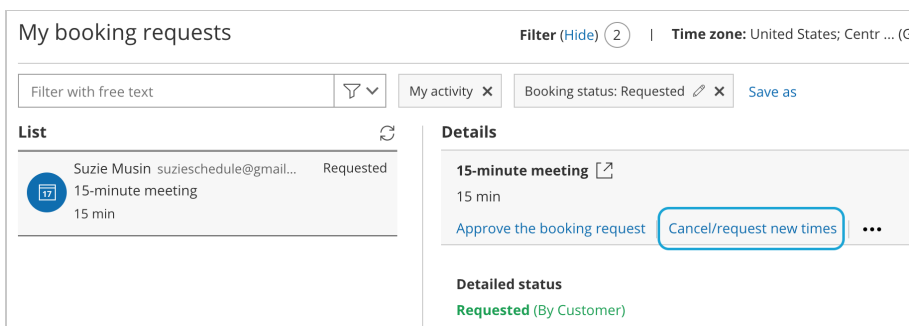 My booking requests
Filter (Hide) 2 | Time zone: United States; Centr ... (G
Filter with free text
My activity ×
Booking status: Requested ×
Save as
List
Suzie Musin suzieschedule@gmail... Requested
17
15-minute meeting
15 min
Details
15-minute meeting
15 min
Approve the booking request | Cancel/request new times | •••
Detailed status
Requested (By Customer)